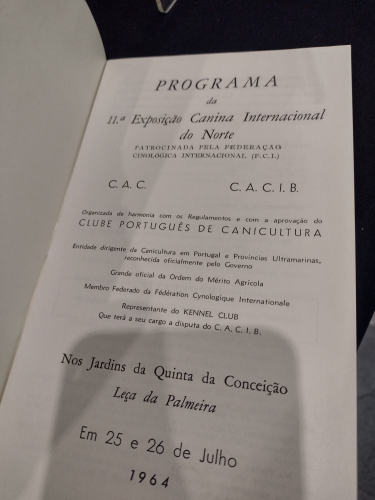 PROGRAMA
da
11.ª Exposição Canina Internacional
do Norte
PATROCINADA PELA FEDERAÇÃO
CINOLÓGICA INTERNACIONAL (F.C.I.)
C. A. C.
C. A. C. I. B.
Organizada de harmonia com os Regulamentos e com a aprovação do
CLUBE PORTUGUÊS DE CANICULTURA
Entidade dirigente da Canicultura em Portugal e Províncias Ultramarinas,
reconhecida oficialmente pelo Governo
Grande oficial da Ordem do Mérito Agrícola
Membro Federado da Fédération Cynologique Internationale
Representante do KENNEL CLUB
Que terá a seu cargo a disputa do C. A. C. I. B.
Nos Jardins da Quinta da Conceição
Leça da Palmeira
Em 25 e 26 de Julho
1964